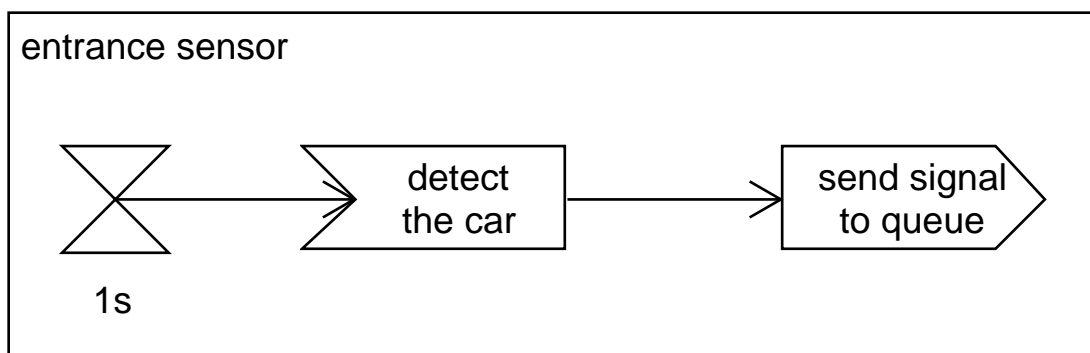 entrance sensor
detect
the car
send signal
to queue
1s